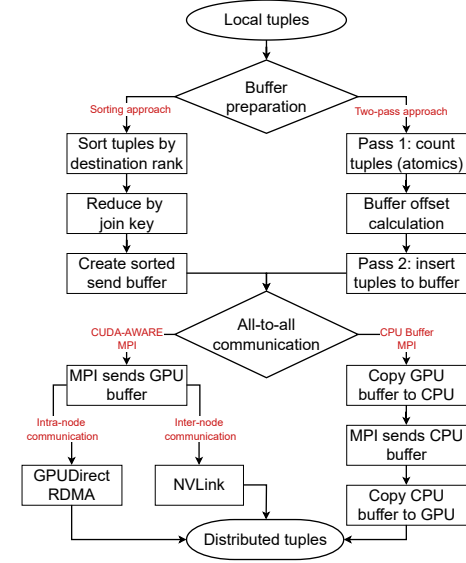 Local tuples
Buffer
preparation
Sorting approach
Two-pass approach
Sort tuples by
destination rank
Pass 1: count
tuples (atomics)
Reduce by
join key
Buffer offset
calculation
Create sorted
send buffer
Pass 2: insert
tuples to buffer
All-to-all
communication
CUDA-AWARE
MPI
CPU Buffer
MPI
MPI sends GPU
buffer
Copy GPU
buffer to CPU
Intra-node
communication
Inter-node
communication
MPI sends CPU
buffer
GPUDirect
RDMA
NVLink
Copy CPU
buffer to GPU
Distributed tuples